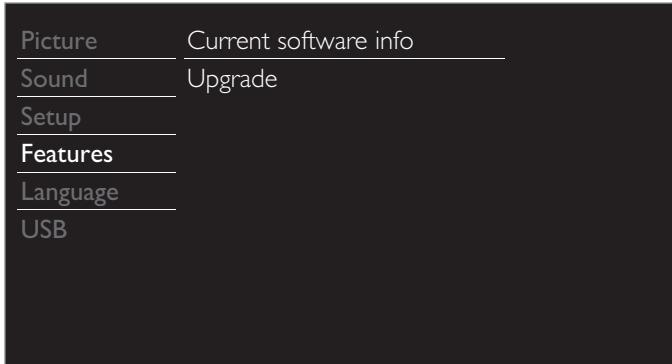 Picture
Sound
Setup
Features
Language
USB
Current software info
Upgrade